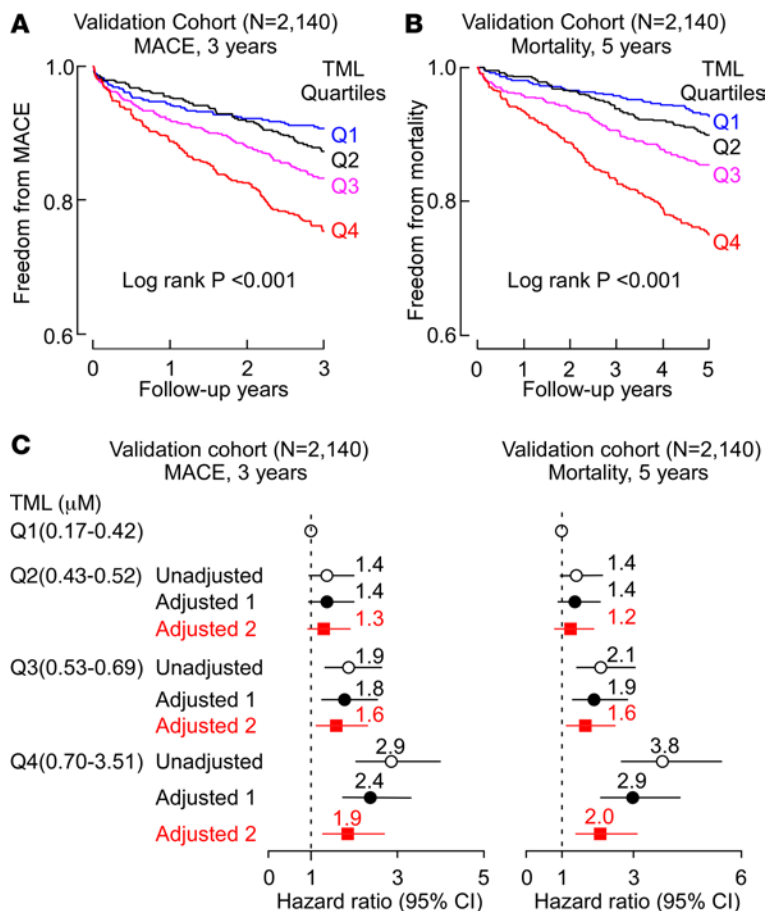 A
Validation Cohort (N=2,140)
MACE, 3 years
TML
Quartiles
Freedom from MACE
1.0
0.8
0.6
Q1
Q2
Q3
Q4
Log rank P <0.001
0 1 2 3
Follow-up years
B
Validation Cohort (N=2,140)
Mortality, 5 years
TML
Quartiles
Freedom from mortality
1.0
0.8
0.6
Q1
Q2
Q3
Q4
Log rank P <0.001
0 1 2 3 4 5
Follow-up years
C
Validation cohort (N=2,140)
MACE, 3 years
Validation cohort (N=2,140)
Mortality, 5 years
TML (μM)
Q1(0.17-0.42)
Q2(0.43-0.52) Unadjusted 1.4 1.4
Adjusted 1 1.4 1.4
Adjusted 2 1.3 1.2
Q3(0.53-0.69) Unadjusted 1.9 2.1
Adjusted 1 1.8 1.9
Adjusted 2 1.6 1.6
Q4(0.70-3.51) Unadjusted 2.9 3.8
Adjusted 1 2.4 2.9
Adjusted 2 1.9 2.0
1 3 5
Hazard ratio (95% CI)
1 3 6
Hazard ratio (95% CI)